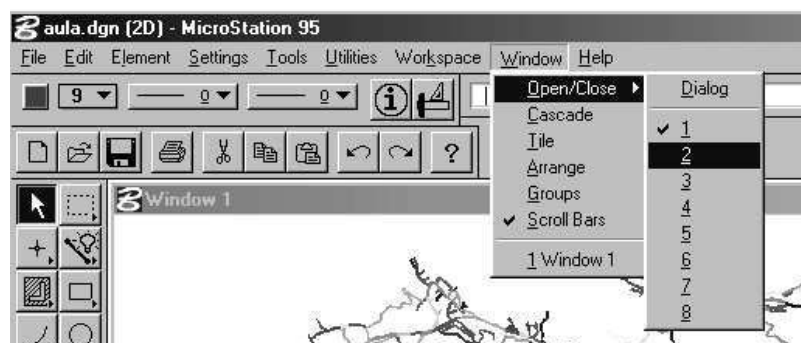 aula.dgn (2D) - MicroStation 95
File Edit Element Settings Tools Utilities Workspace Window Help
9 0 0
Open/Close
Cascade
Tile
Arrange
Groups
Scroll Bars
1 Window 1
Dialog
1
2
3
4
5
6
7
8
?
Window 1